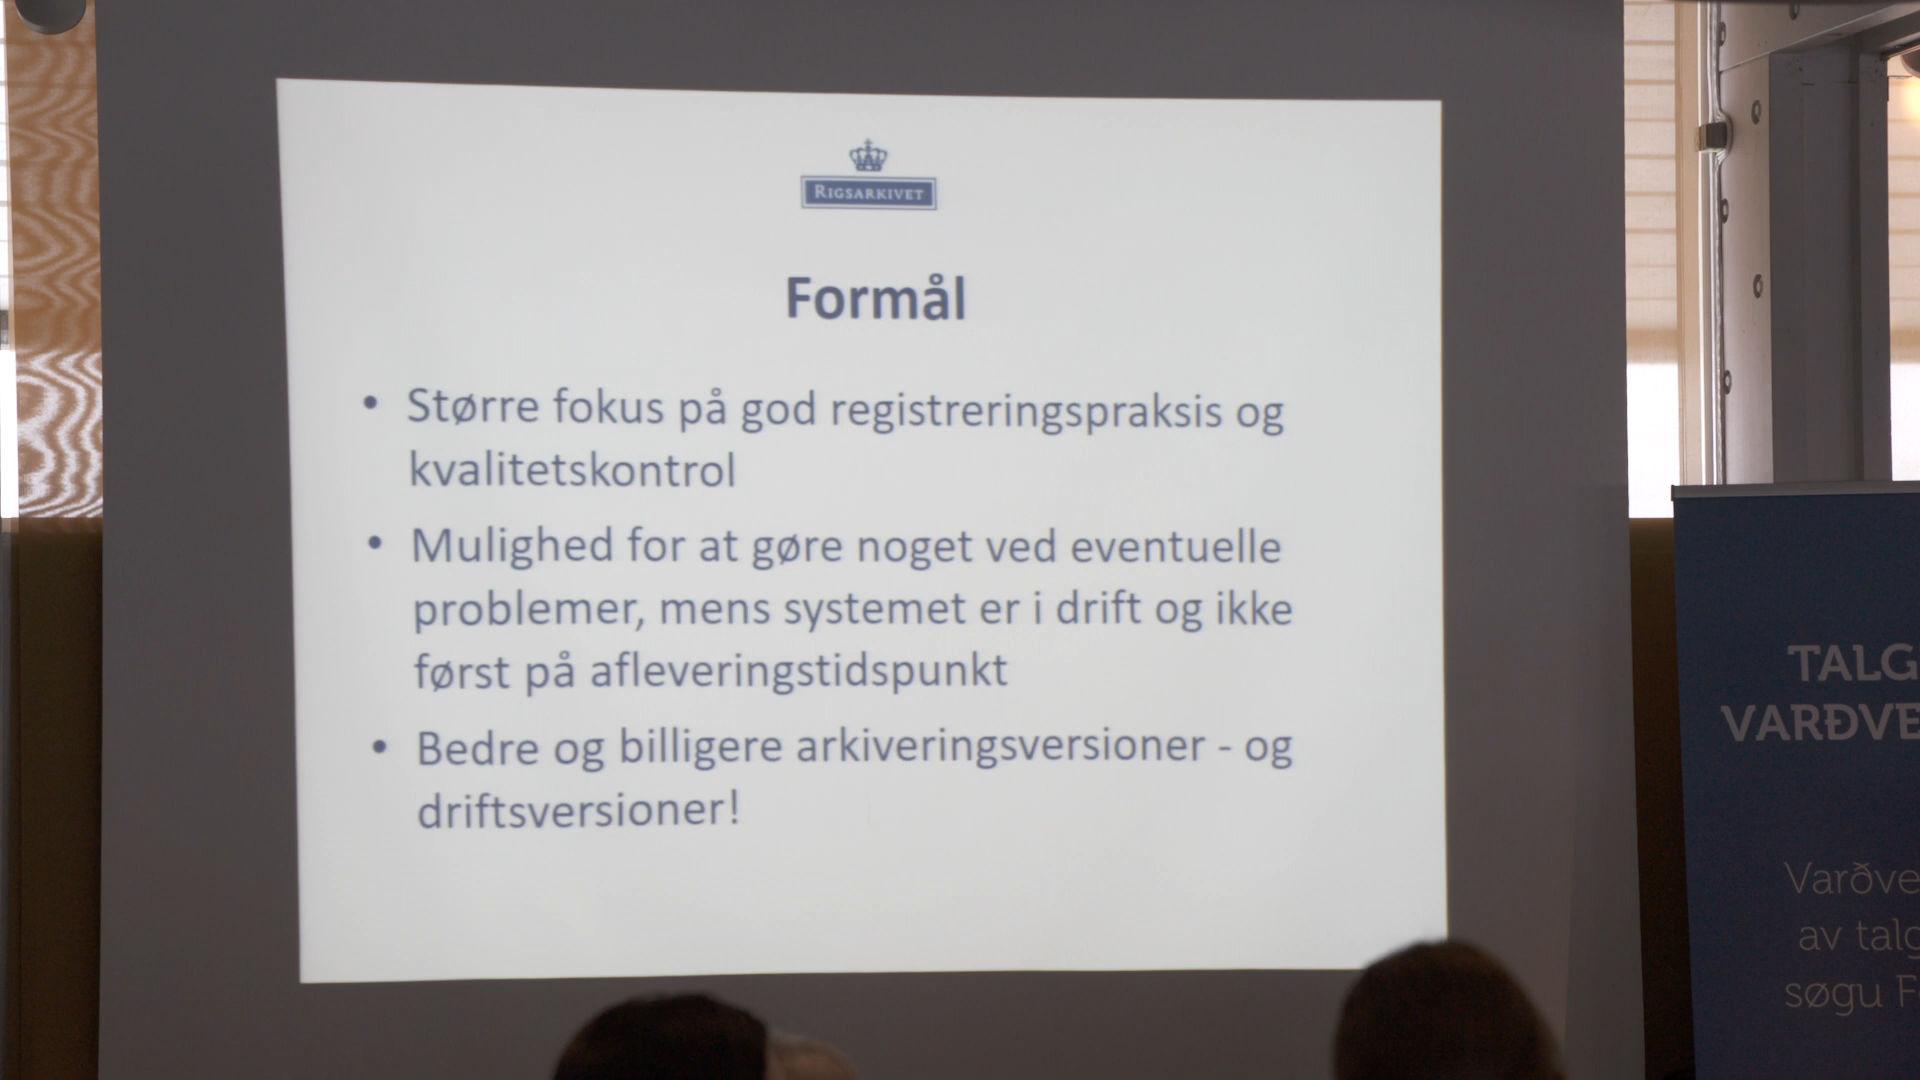 RIGSARKIVET
Formål
• Større fokus på god registreringspraksis og
kvalitetskontrol
• Mulighed for at gøre noget ved eventuelle
problemer, mens systemet er i drift og ikke
først på afleveringstidspunkt
• Bedre og billigere arkiveringsversioner - og
driftsversioner!
TALG
VARÐVE
Varðve
av talg
søgu F